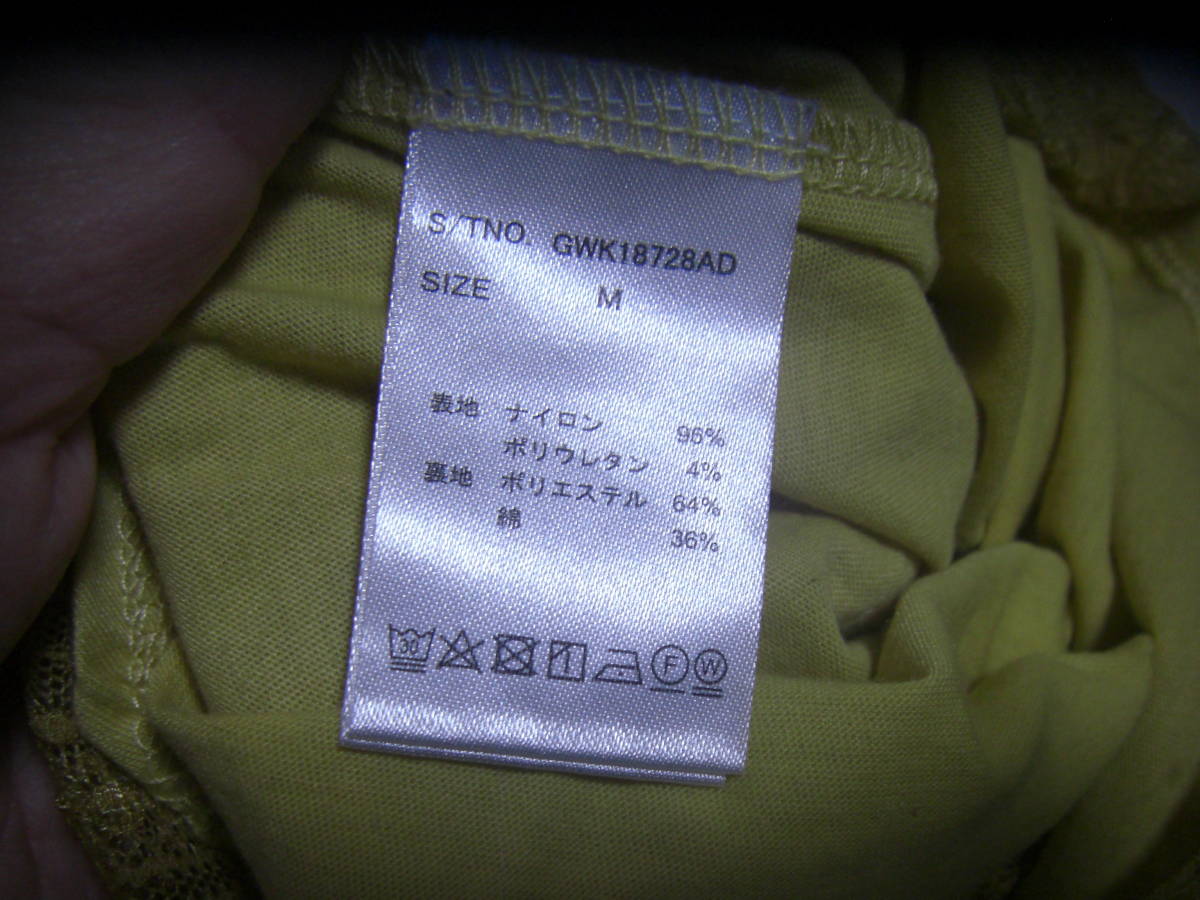 S/TNO. GWK18728AD
SIZE M
表地 ナイロン 96%
ポリウレタン 4%
裏地 ポリエステル 64%
綿 36%
30 F W